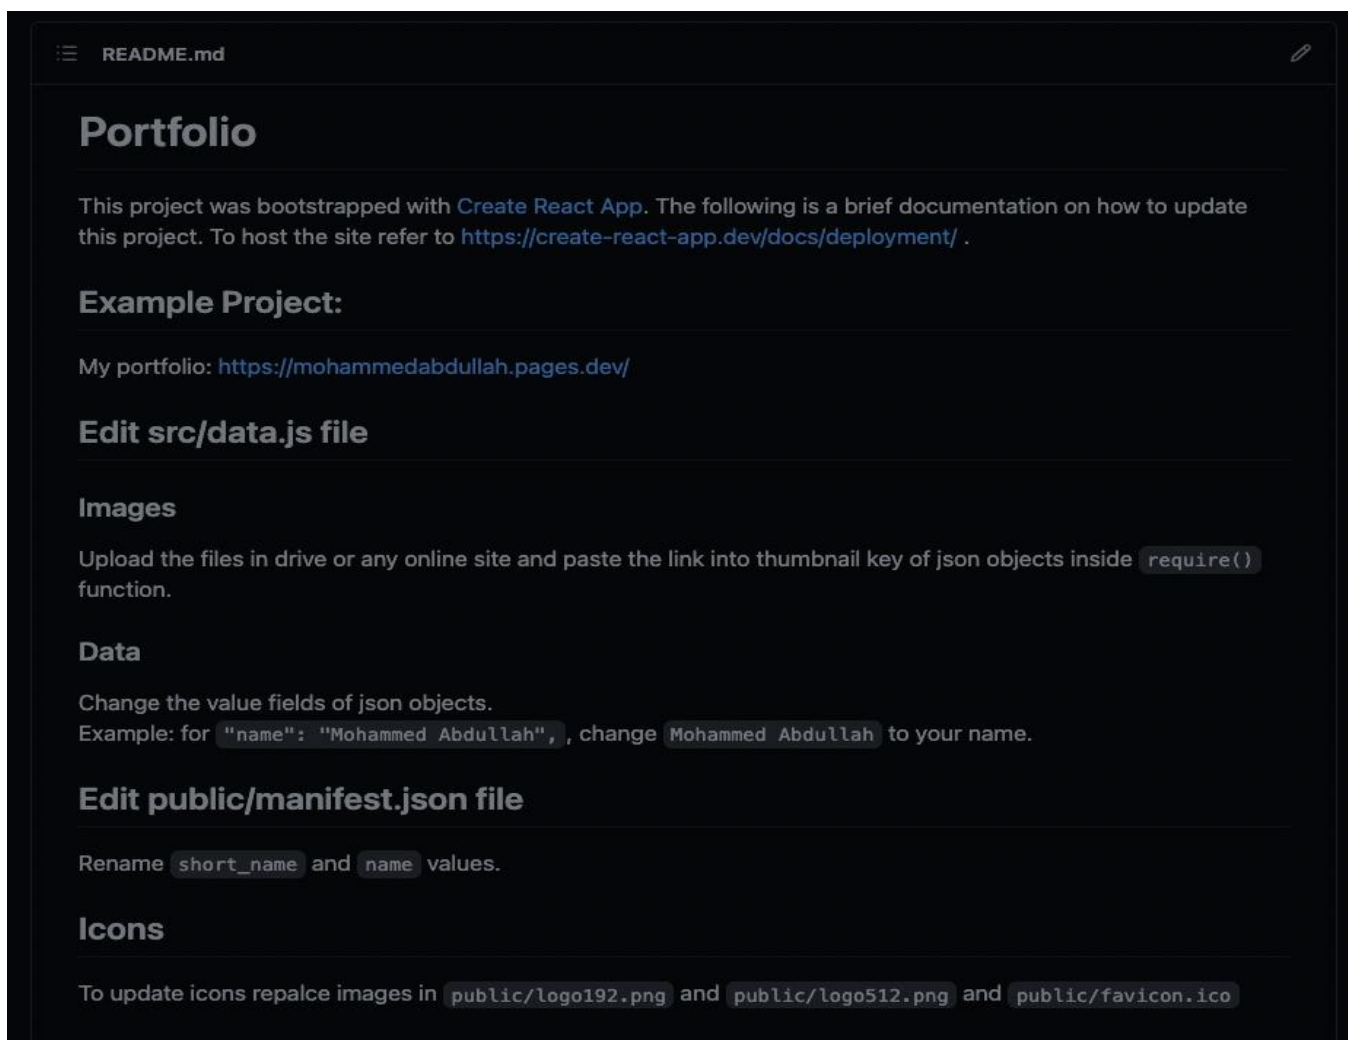 README.md
Portfolio
This project was bootstrapped with Create React App. The following is a brief documentation on how to update
this project. To host the site refer to https://create-react-app.dev/docs/deployment/ .
Example Project:
My portfolio: https://mohammedabdullah.pages.dev/
Edit src/data.js file
Images
Upload the files in drive or any online site and paste the link into thumbnail key of json objects inside require()
function.
Data
Change the value fields of json objects.
Example: for "name": "Mohammed Abdullah", , change Mohammed Abdullah to your name.
Edit public/manifest.json file
Rename short_name and name values.
Icons
To update icons repalce images in public/logo192.png and public/logo512.png and public/favicon.ico